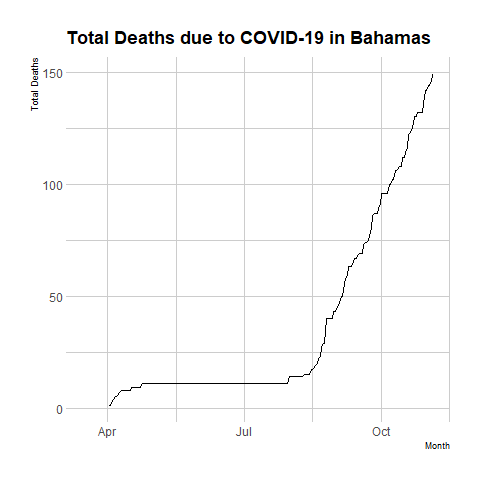 Total Deaths due to COVID-19 in Bahamas
Total Deaths
150
100
50
0
Apr Jul Oct
Month